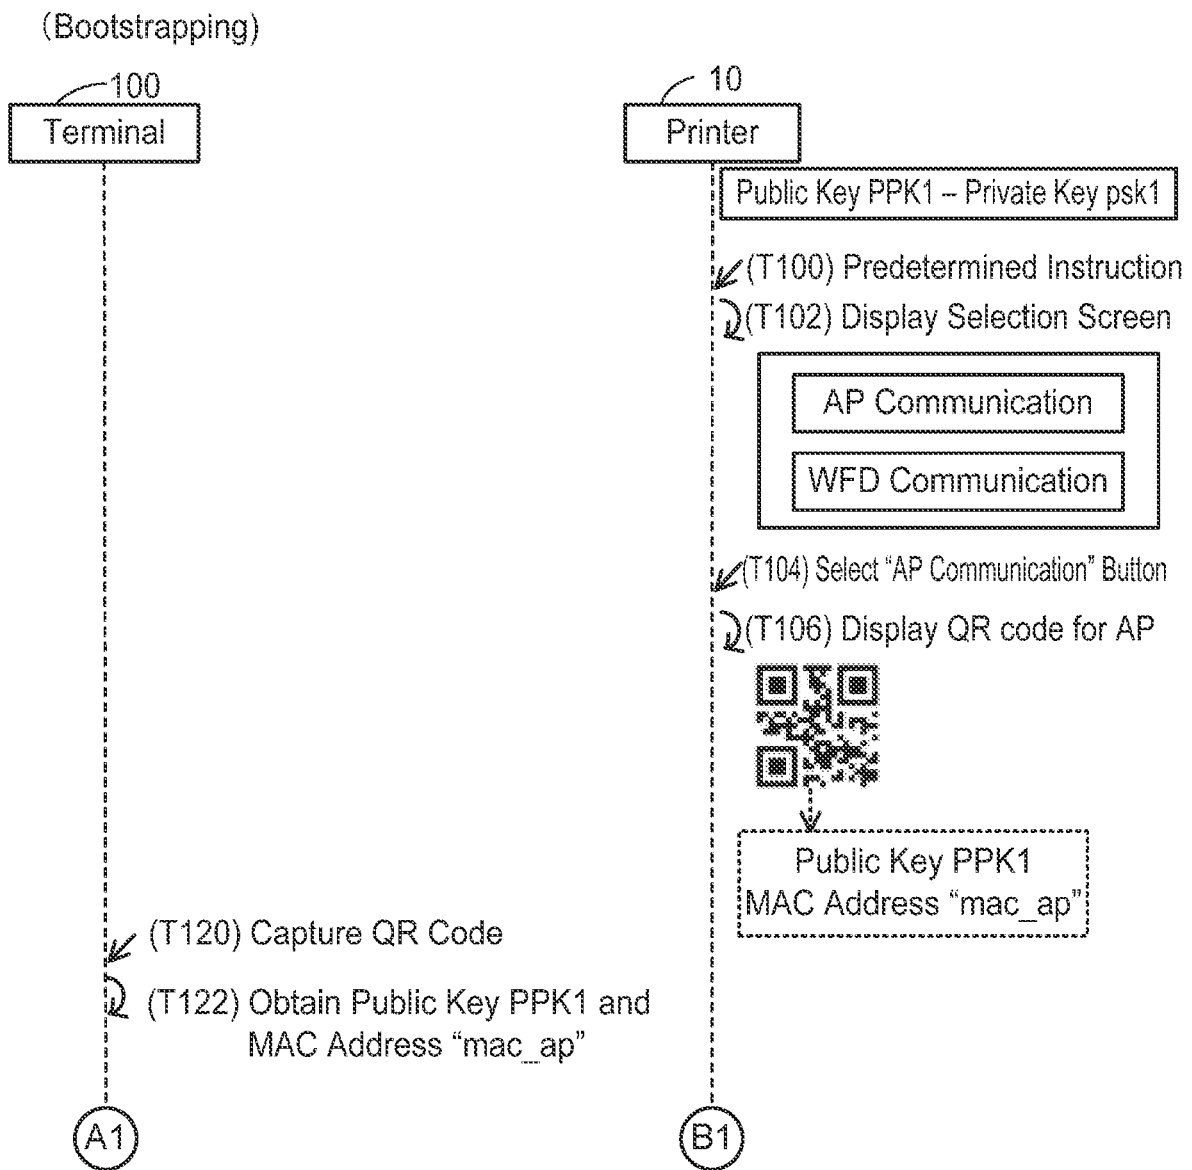 (Bootstrapping)
100
10
Terminal
Printer
Public Key PPK1 – Private Key psk1
(T100) Predetermined Instruction
(T102) Display Selection Screen
AP Communication
WFD Communication
(T104) Select “AP Communication” Button
(T106) Display QR code for AP
Public Key PPK1
MAC Address “mac_ap”
(T120) Capture QR Code
(T122) Obtain Public Key PPK1 and
MAC Address “mac_ap”
A1
B1